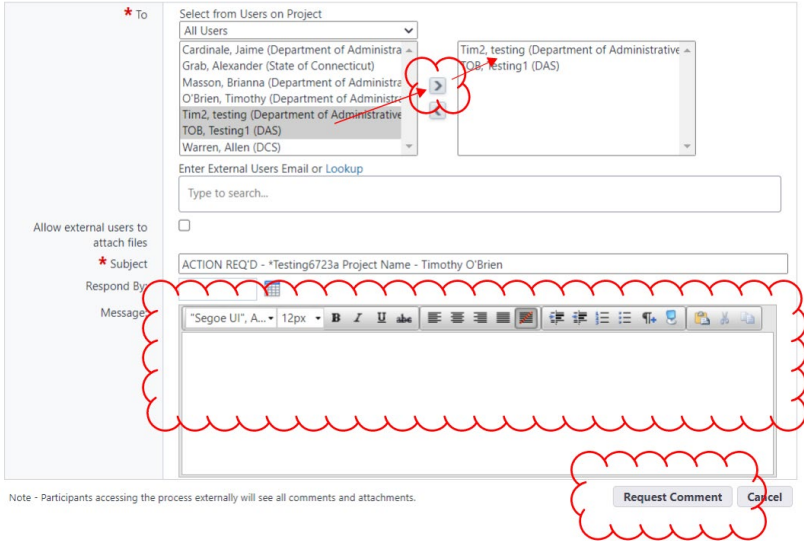 * To
Select from Users on Project
All Users
Cardinale, Jaime (Department of Administra
Grab, Alexander (State of Connecticut)
Masson, Brianna (Department of Administra
O'Brien, Timothy (Department of Administra
Tim2, testing (Department of Administrative
TOB, Testing1 (DAS)
Warren, Allen (DCS)
Tim2, testing (Department of Administrative
TOB, Testing1 (DAS)
Enter External Users Email or Lookup
Type to search...
Allow external users to
attach files
* Subject
ACTION REQ'D - *Testing6723a Project Name - Timothy O'Brien
Respond By:
Message:
"Segoe UI", A... 12px B I U abc
Note - Participants accessing the process externally will see all comments and attachments.
Request Comment Cancel